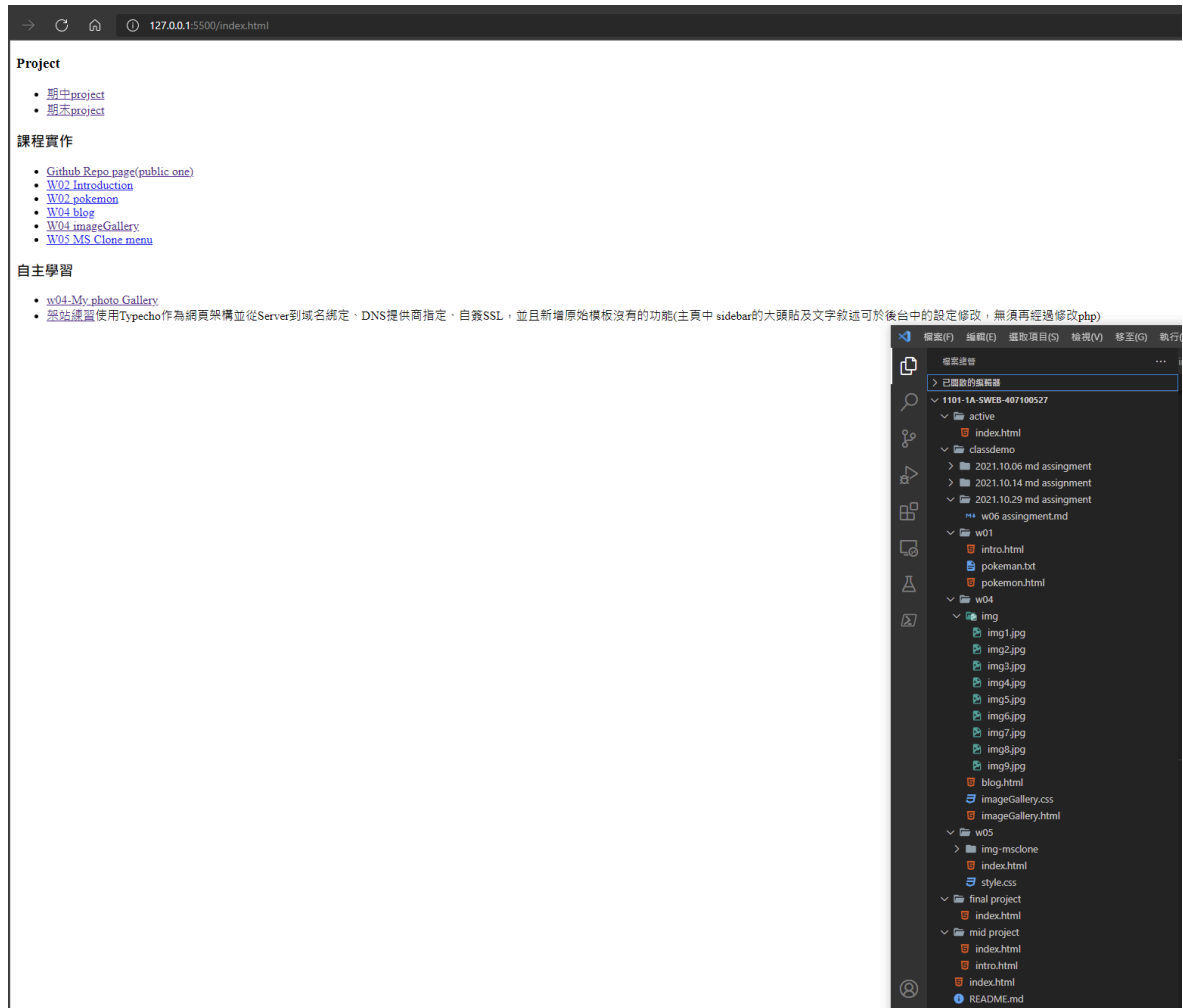 127.0.0.1:5500/index.html
Project
期中project
期末project
課程實作
Github Repo page(public one)
W02 Introduction
W02 pokemon
W04 blog
W04 imageGallery
W05 MS Clone menu
自主學習
w04-My photo Gallery
架站練習使用Typecho作為網頁架構並從Server到域名綁定、DNS提供商指定、自簽SSL，並且新增原始模板沒有的功能(主頁中 sidebar的大頭貼及文字敘述可於後台中的設定修改，無須再經過修改php)
檔案(F) 編輯(E) 選取項目(S) 檢視(V) 移至(G) 執行(
檔案總管
已開啟的編輯器
1101-1A-SWEB-407100527
active
index.html
classdemo
2021.10.06 md assingment
2021.10.14 md assignment
2021.10.29 md assingment
w06 assingment.md
w01
intro.html
pokeman.txt
pokemon.html
w04
img
img1.jpg
img2.jpg
img3.jpg
img4.jpg
img5.jpg
img6.jpg
img7.jpg
img8.jpg
img9.jpg
blog.html
imageGallery.css
imageGallery.html
w05
img-msclone
index.html
style.css
final project
index.html
mid project
index.html
intro.html
index.html
README.md